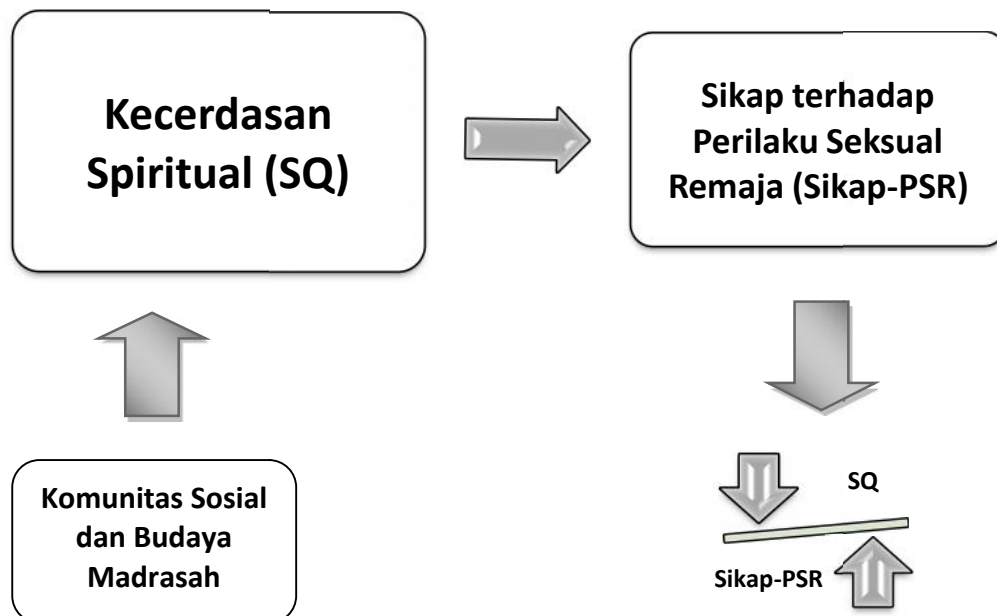 Kecerdasan
Spiritual (SQ)
Sikap terhadap
Perilaku Seksual
Remaja (Sikap-PSR)
Komunitas Sosial
dan Budaya
Madrasah
SQ
Sikap-PSR